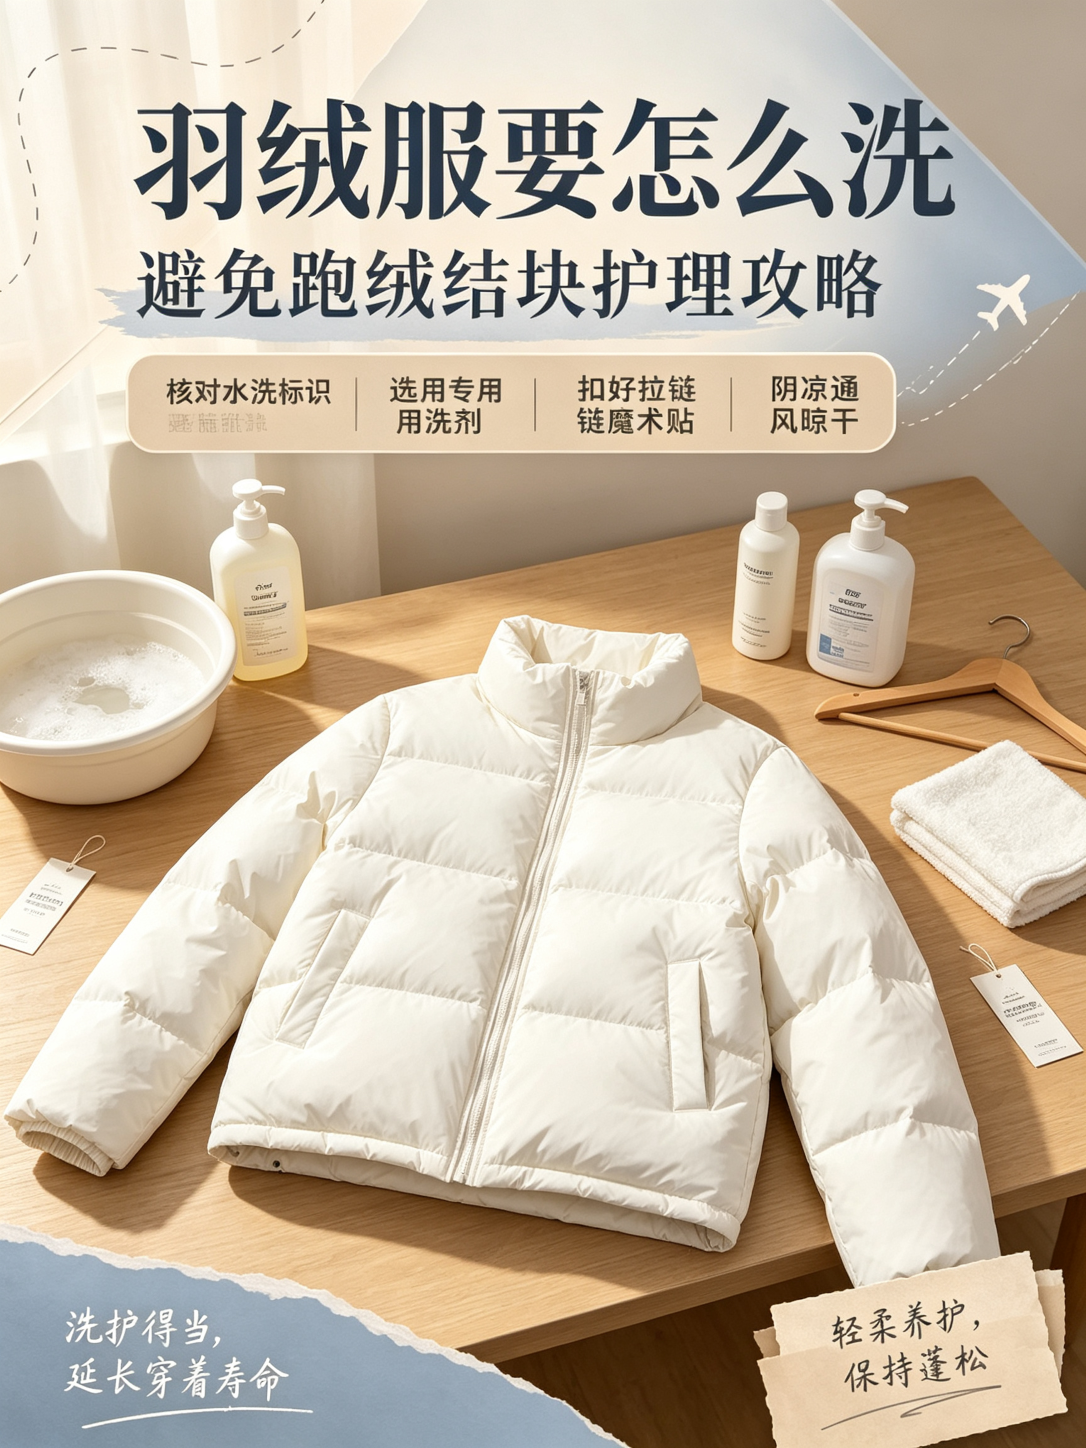 羽绒服要怎么洗
避免跑绒结块护理攻略
核对水洗标识
选用专用
用洗剂
扣好拉链
链魔术贴
阴凉通
风晾干
洗护得当,
延长穿着寿命
轻柔养护,
保持蓬松